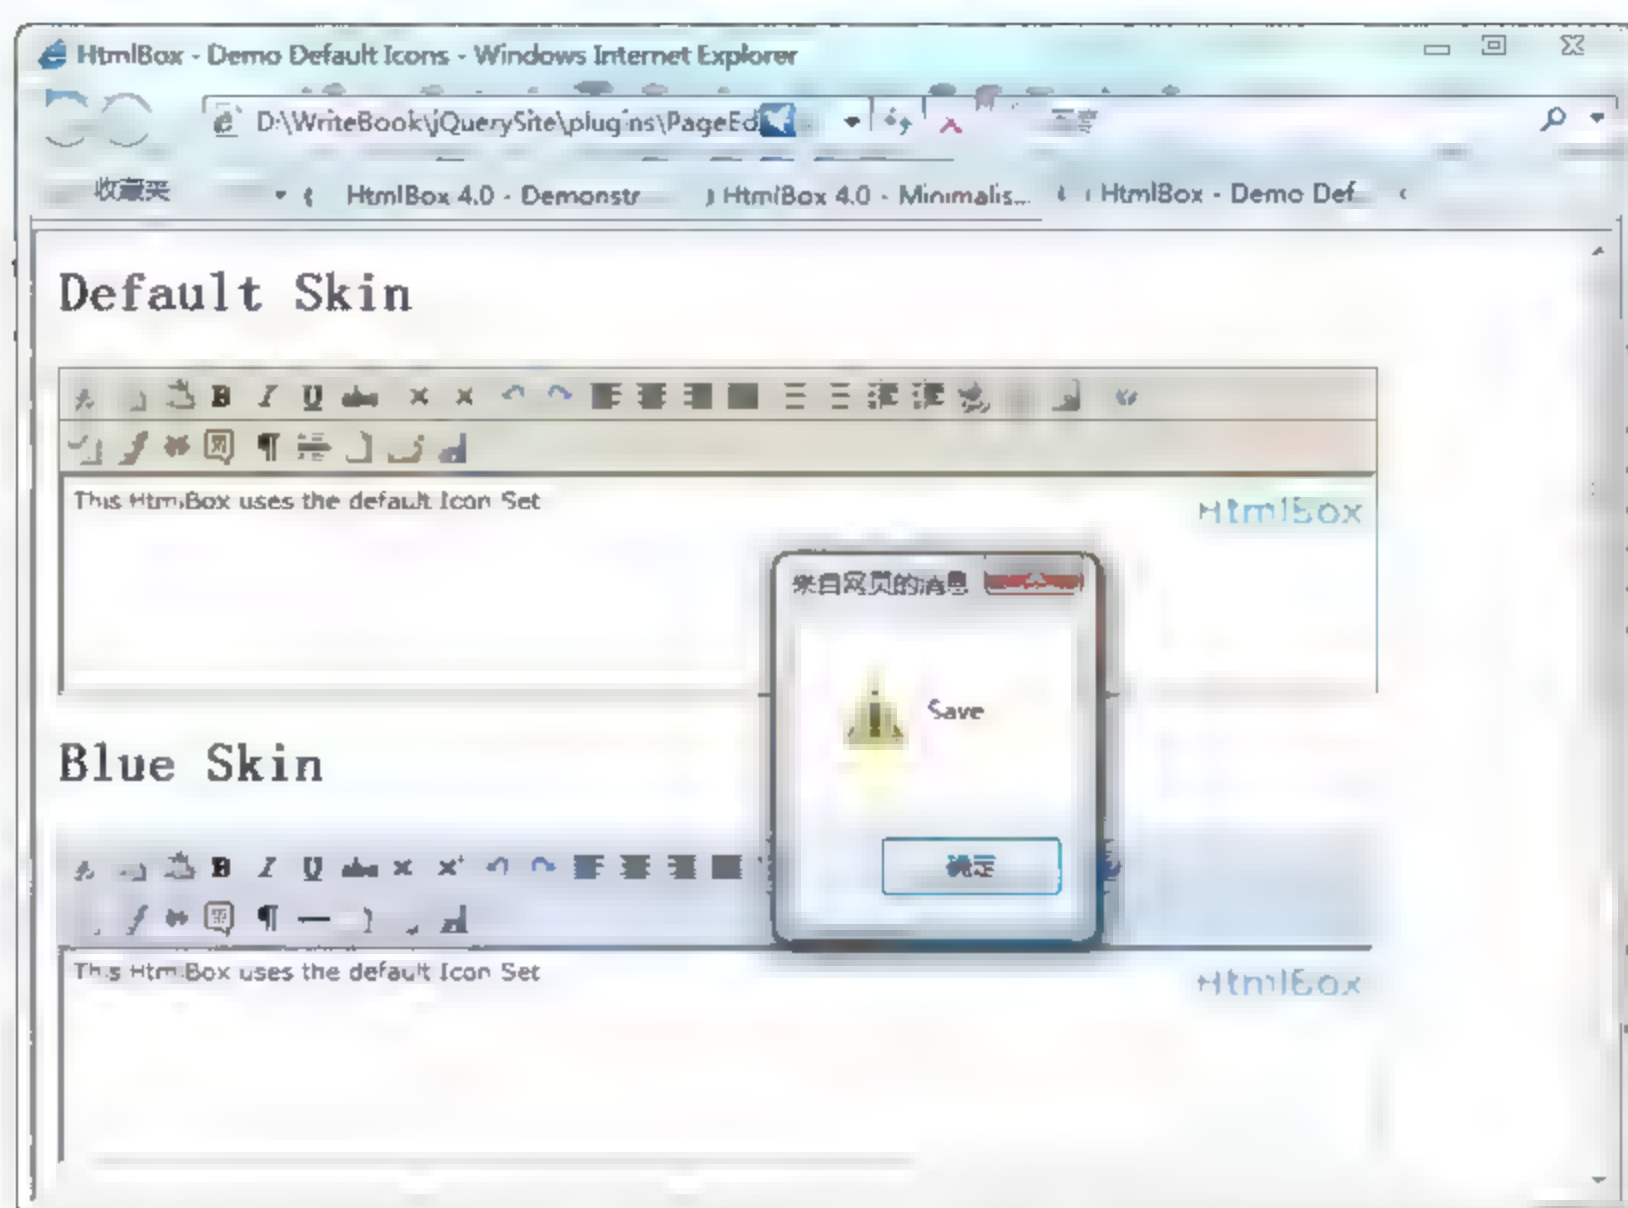 HtmlBox - Demo Default Icons - Windows Internet Explorer
D:\WriteBook\jQuerySite\plugins\PageEd
收藏夹
HtmlBox 4.0 - Demonstr
HtmlBox 4.0 - Minimalis...
HtmlBox - Demo Def...
Default Skin
This HtmlBox uses the default Icon Set
HtmlBox
来自网页的消息
Save
确定
Blue Skin
This HtmlBox uses the default Icon Set
HtmlBox